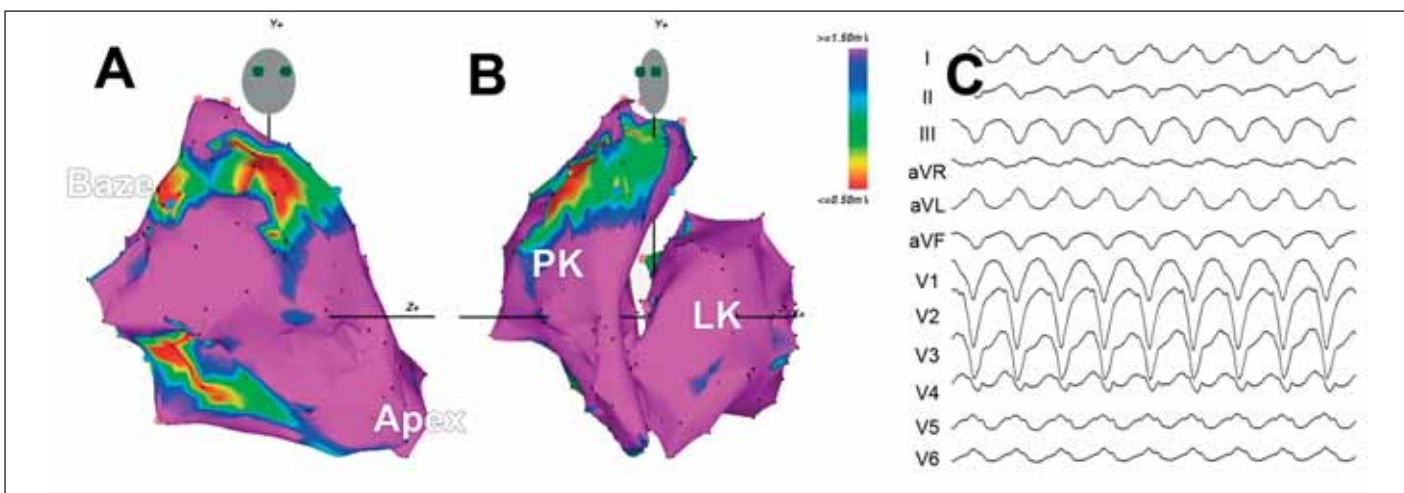 A
Y+
Baze
Z+
Apex
B
Y+
PK
LK
>=1.50mV
<=0.50mV
C
I
II
III
aVR
aVL
aVF
V1
V2
V3
V4
V5
V6